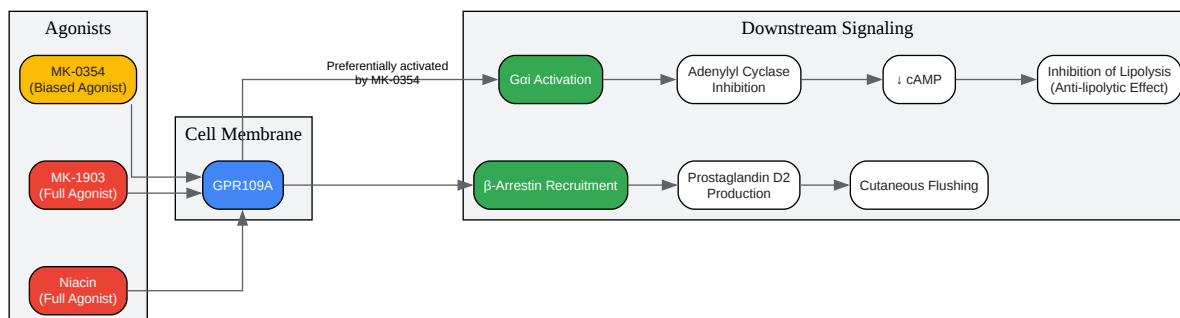 Agonists
MK-0354
(Biased Agonist)
MK-1903
(Full Agonist)
Niacin
(Full Agonist)
Cell Membrane
GPR109A
Downstream Signaling
Preferentially activated
by MK-0354
Gαi Activation
Adenylyl Cyclase
Inhibition
↓ cAMP
Inhibition of Lipolysis
(Anti-lipolytic Effect)
β-Arrestin Recruitment
Prostaglandin D2
Production
Cutaneous Flushing